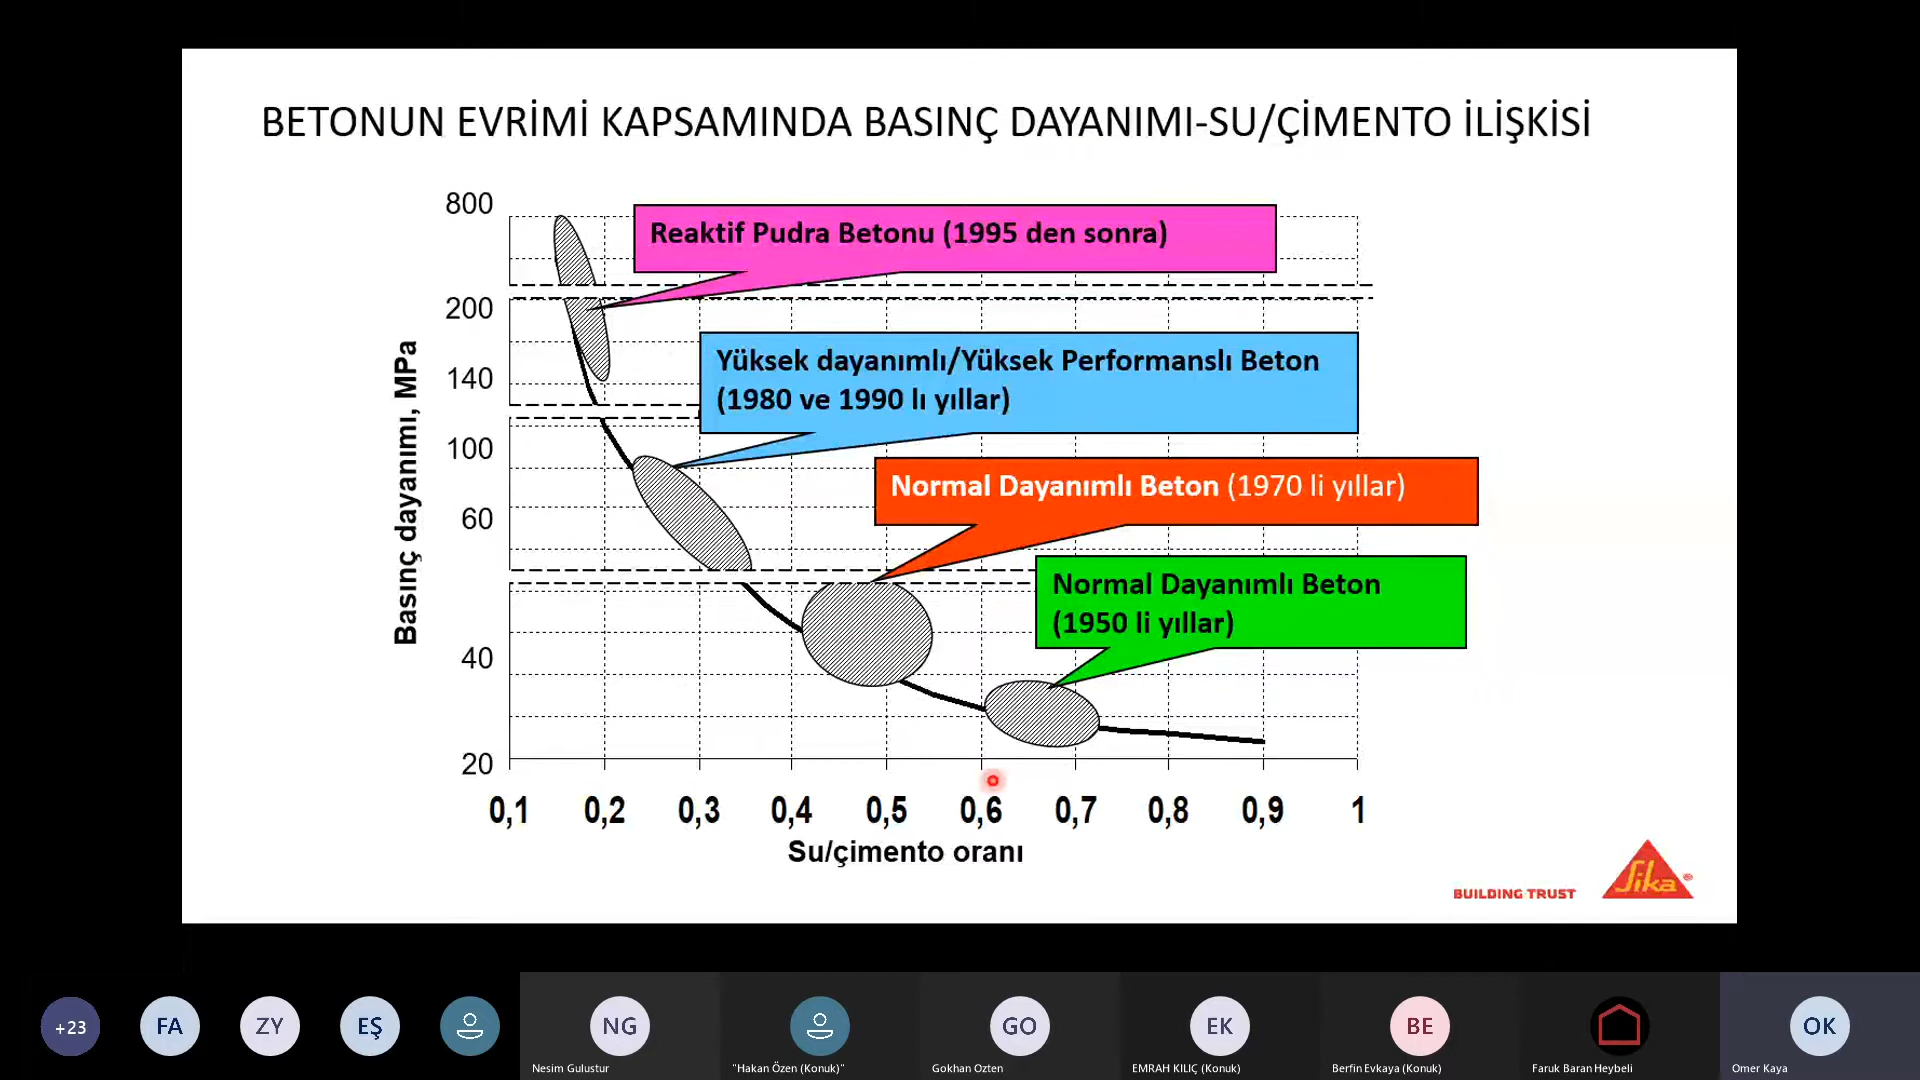 BETONUN EVRİMİ KAPSAMINDA BASINÇ DAYANIMI-SU/ÇİMENTO İLİŞKİSİ
800
Reaktif Pudra Betonu (1995 den sonra)
200
Yüksek dayanımlı/Yüksek Performanslı Beton
(1980 ve 1990 lı yıllar)
140
100
Normal Dayanımlı Beton (1970 li yıllar)
60
Normal Dayanımlı Beton
(1950 li yıllar)
40
20
Basınç dayanımı, MPa
0,1 0,2 0,3 0,4 0,5 0,6 0,7 0,8 0,9 1
Su/çimento oranı
BUILDING TRUST
Sika®
+23 FA ZY EŞ NG GO EK BE OK
Nesim Gulustur "Hakan Özen (Konuk)" Gokhan Ozten EMRAH KILIÇ (Konuk) Berfin Evkaya (Konuk) Faruk Baran Heybeli Omer Kaya